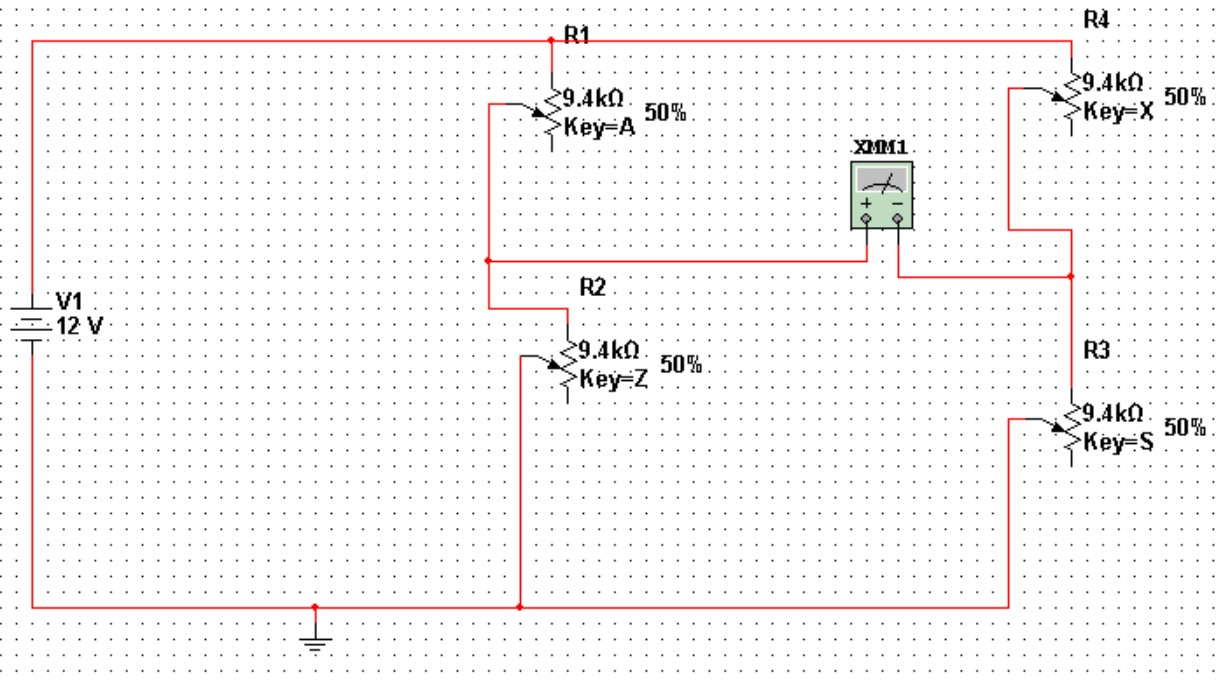 R1
R4
9.4kΩ
Key=A
50%
9.4kΩ
Key=X
50%
XMM1
+ −
R2
V1
12 V
9.4kΩ
Key=Z
50%
R3
9.4kΩ
Key=S
50%